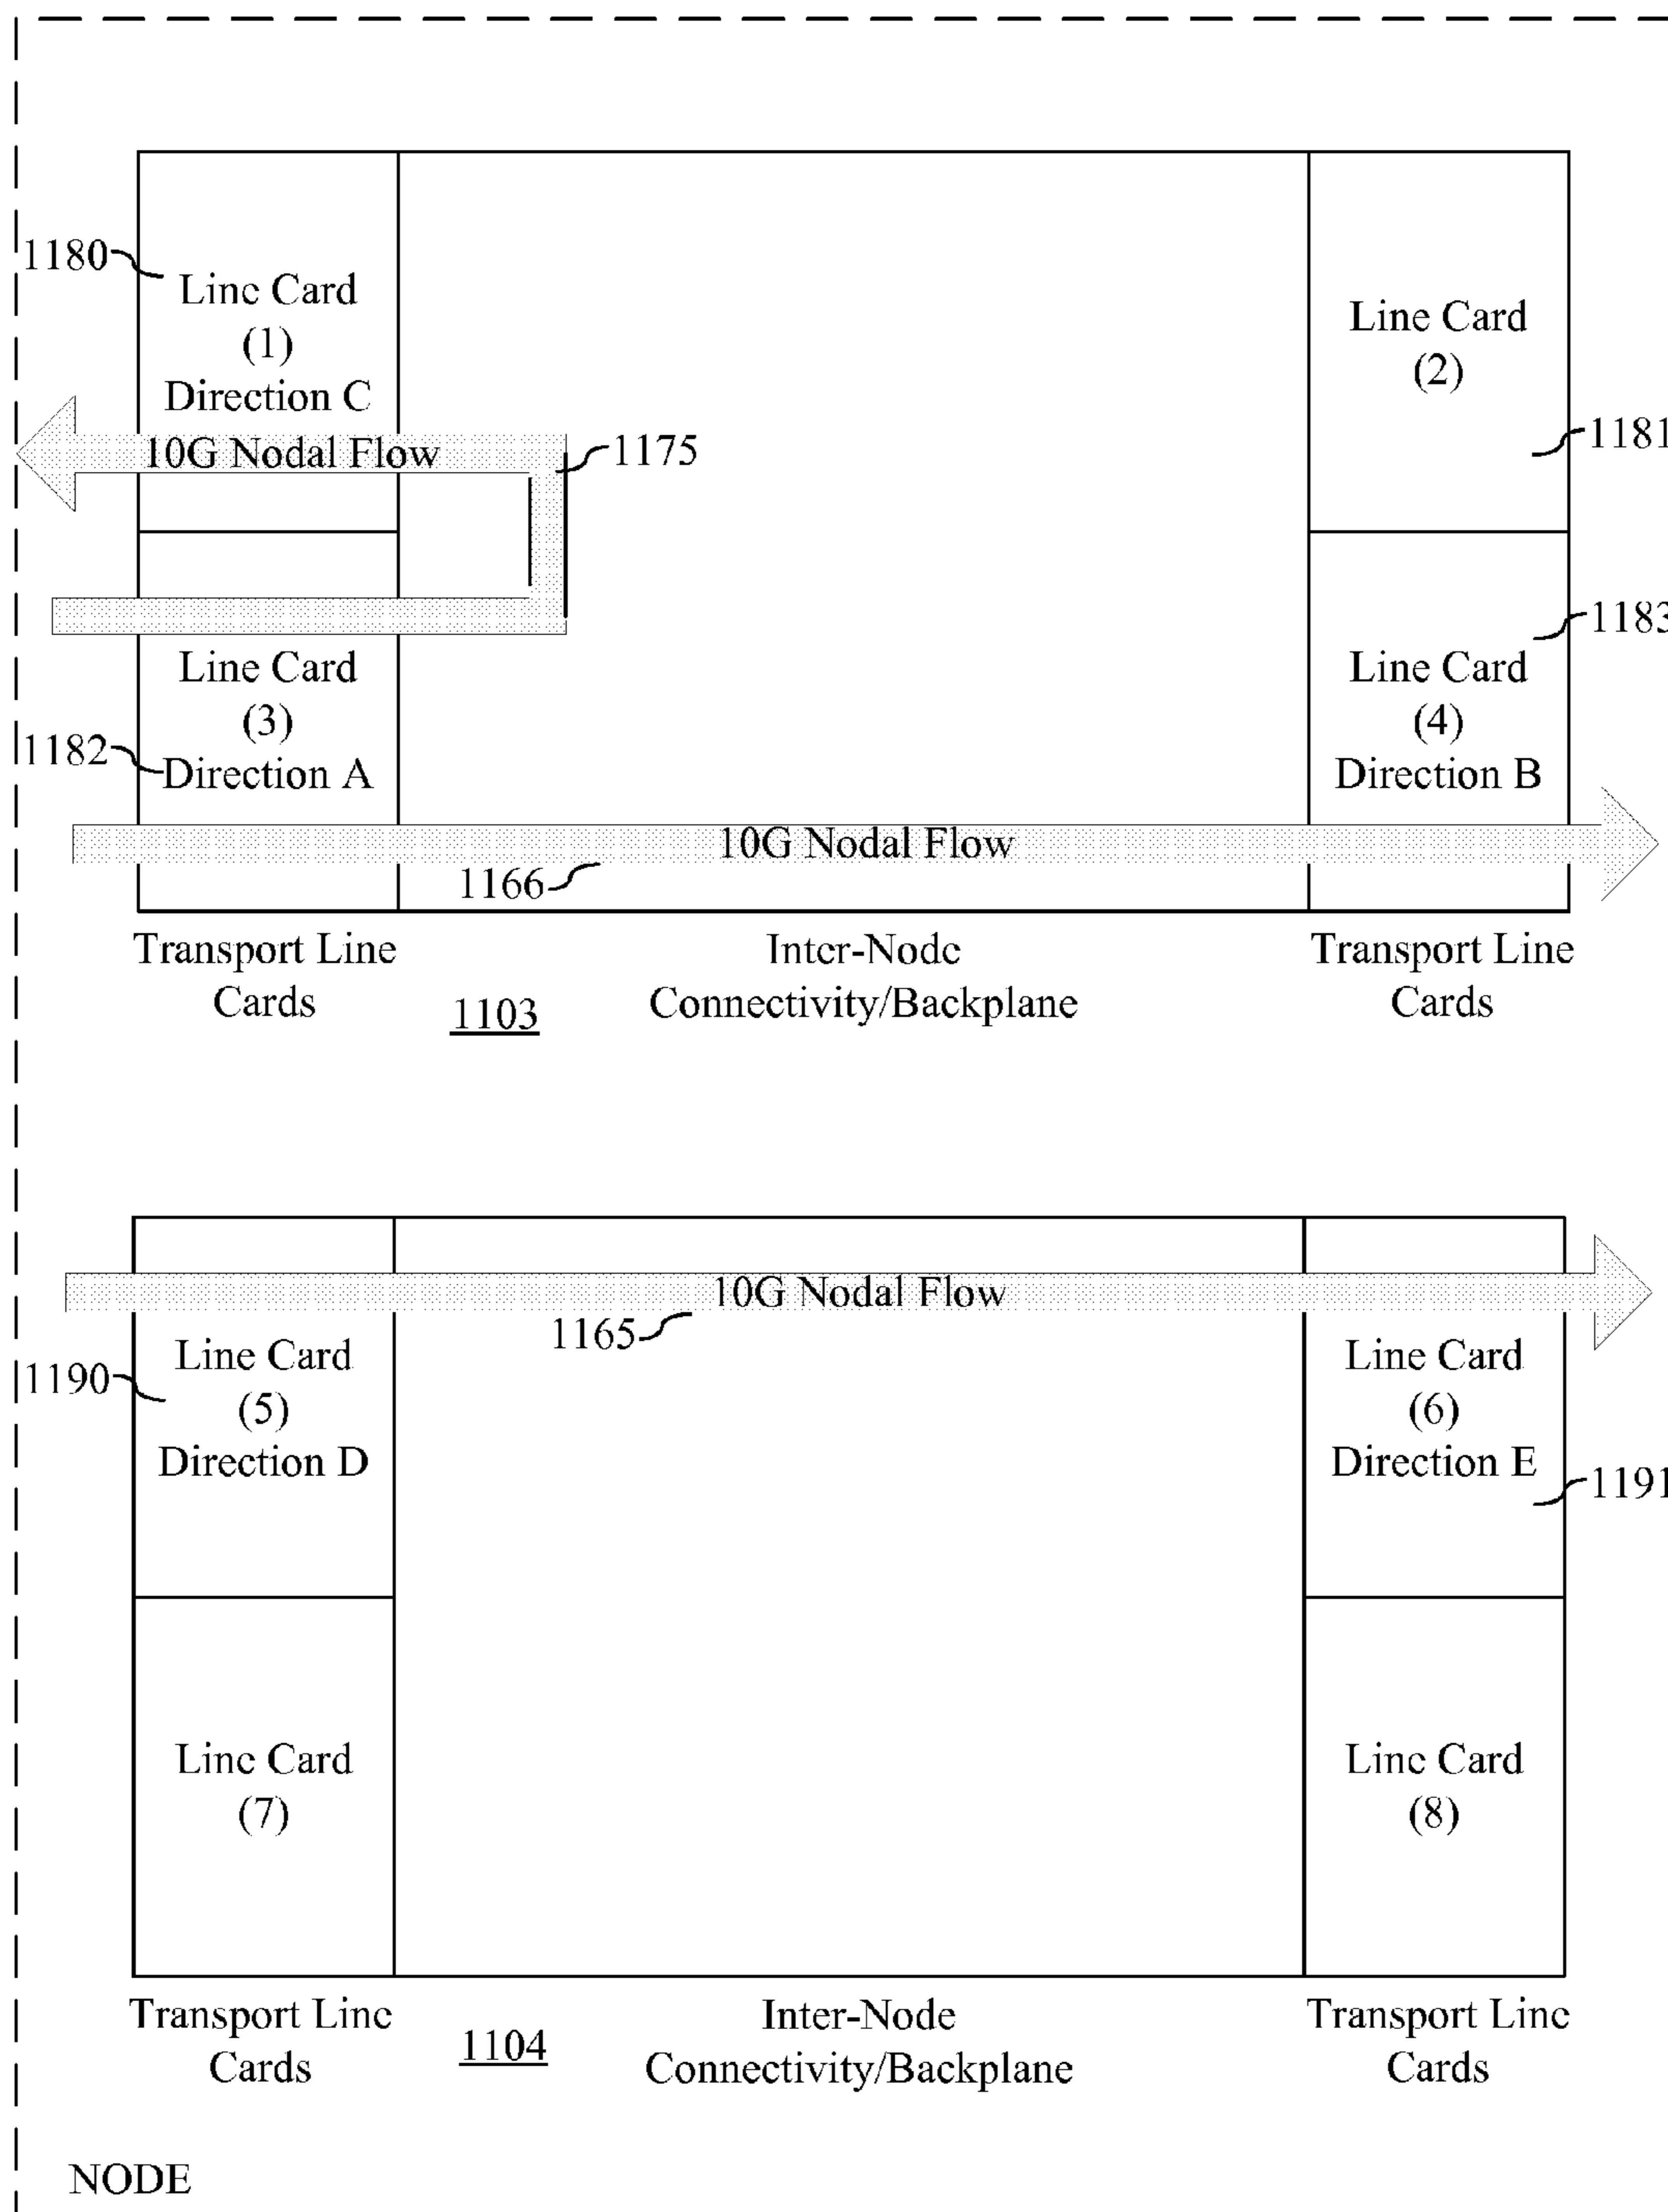 1180
Line Card
(1)
Direction C
Line Card
(2)
1181
10G Nodal Flow
1175
1183
Line Card
(3)
Direction A
1182
Line Card
(4)
Direction B
10G Nodal Flow
1166
Transport Line
Cards
1103
Inter-Node
Connectivity/Backplane
Transport Line
Cards
10G Nodal Flow
1165
1190
Line Card
(5)
Direction D
Line Card
(6)
Direction E
1191
Line Card
(7)
Line Card
(8)
Transport Line
Cards
1104
Inter-Node
Connectivity/Backplane
Transport Line
Cards
NODE